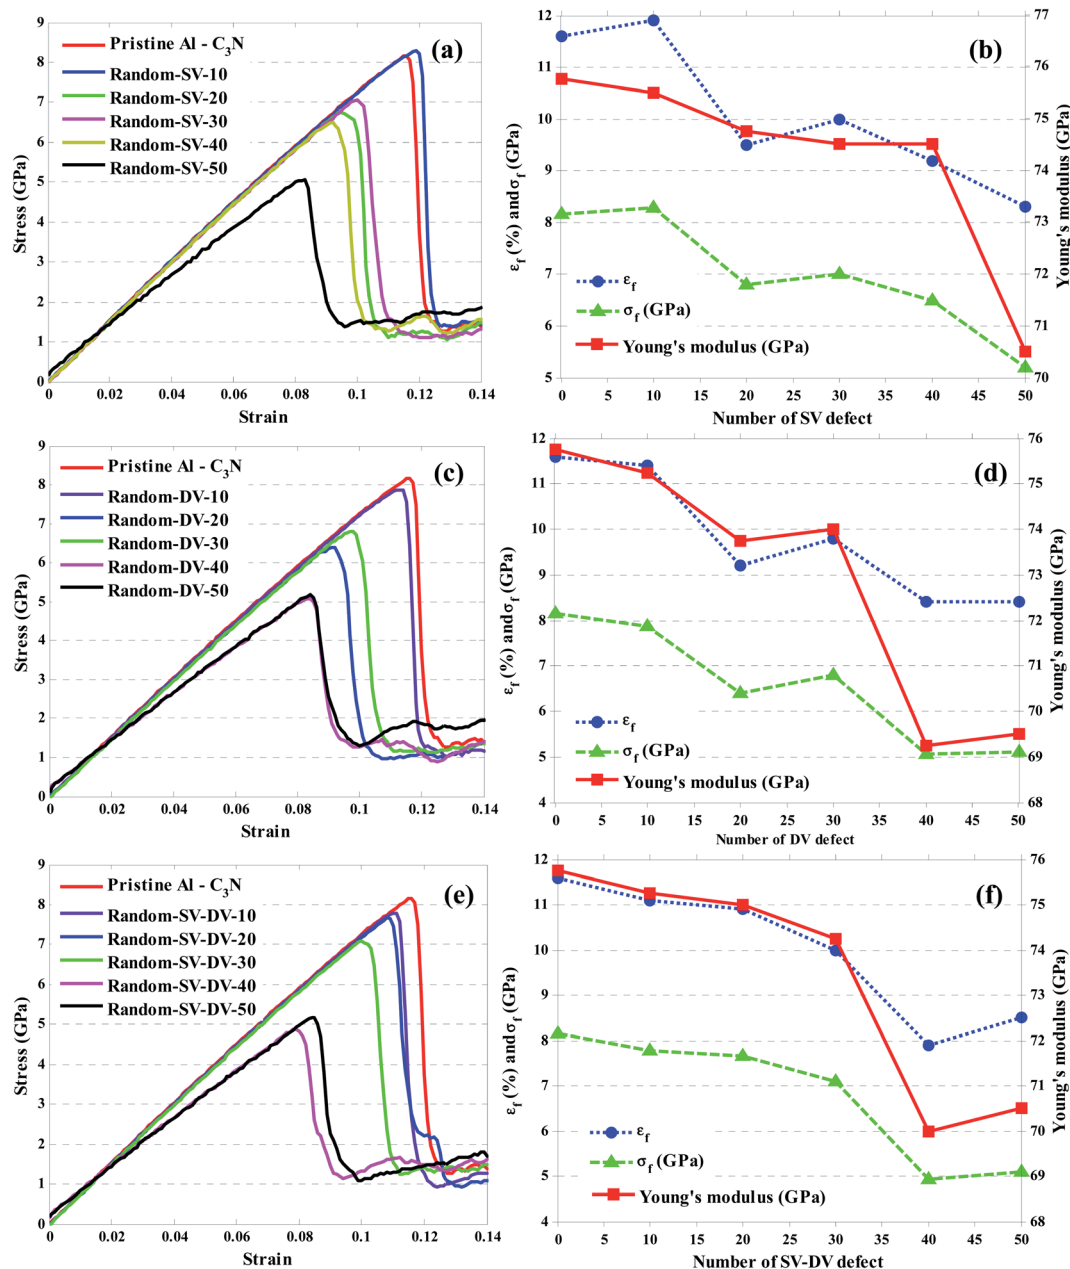 (a)
Pristine Al - C3N
Random-SV-10
Random-SV-20
Random-SV-30
Random-SV-40
Random-SV-50
Stress (GPa)
9
8
7
6
5
4
3
2
1
0
0 0.02 0.04 0.06 0.08 0.1 0.12 0.14
Strain
(b)
εf (%) and σf (GPa)
12
11
10
9
8
7
6
5
Young's modulus (GPa)
77
76
75
74
73
72
71
70
εf
σf (GPa)
Young's modulus (GPa)
0 5 10 15 20 25 30 35 40 45 50
Number of SV defect
(c)
Pristine Al - C3N
Random-DV-10
Random-DV-20
Random-DV-30
Random-DV-40
Random-DV-50
Stress (GPa)
9
8
7
6
5
4
3
2
1
0
0 0.02 0.04 0.06 0.08 0.1 0.12 0.14
Strain
(d)
εf (%) and σf (GPa)
12
11
10
9
8
7
6
5
4
Young's modulus (GPa)
76
75
74
73
72
71
70
69
68
εf
σf (GPa)
Young's modulus (GPa)
0 5 10 15 20 25 30 35 40 45 50
Number of DV defect
(e)
Pristine Al - C3N
Random-SV-DV-10
Random-SV-DV-20
Random-SV-DV-30
Random-SV-DV-40
Random-SV-DV-50
Stress (GPa)
9
8
7
6
5
4
3
2
1
0
0 0.02 0.04 0.06 0.08 0.1 0.12 0.14
Strain
(f)
εf (%) and σf (GPa)
12
11
10
9
8
7
6
5
4
Young's modulus (GPa)
76
75
74
73
72
71
70
69
68
εf
σf (GPa)
Young's modulus (GPa)
0 5 10 15 20 25 30 35 40 45 50
Number of SV-DV defect